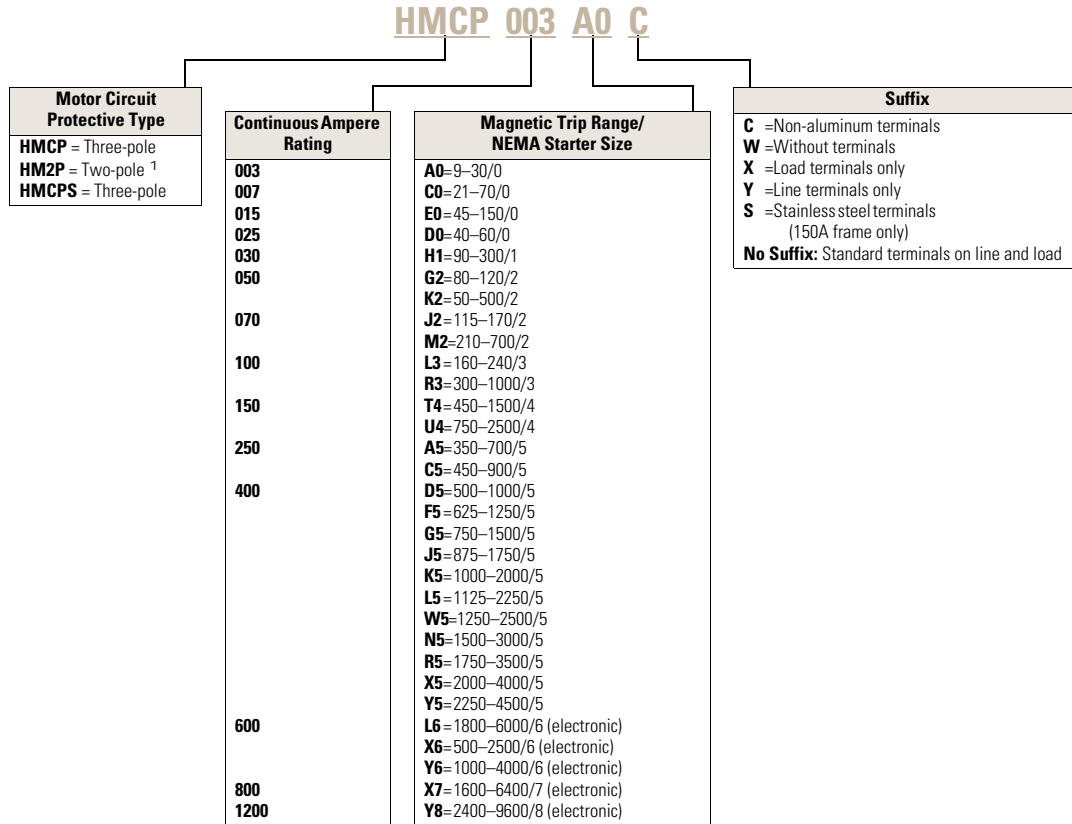 HMCP 003 A0 C
Motor Circuit
Protective Type
HMCP = Three-pole
HM2P = Two-pole 1
HMCPS = Three-pole
Continuous Ampere
Rating
003
007
015
025
030
050
070
100
150
250
400
600
800
1200
Magnetic Trip Range/
NEMA Starter Size
A0=9–30/0
C0=21–70/0
E0=45–150/0
D0=40–60/0
H1=90–300/1
G2=80–120/2
K2=50–500/2
J2=115–170/2
M2=210–700/2
L3=160–240/3
R3=300–1000/3
T4=450–1500/4
U4=750–2500/4
A5=350–700/5
C5=450–900/5
D5=500–1000/5
F5=625–1250/5
G5=750–1500/5
J5=875–1750/5
K5=1000–2000/5
L5=1125–2250/5
W5=1250–2500/5
N5=1500–3000/5
R5=1750–3500/5
X5=2000–4000/5
Y5=2250–4500/5
L6=1800–6000/6 (electronic)
X6=500–2500/6 (electronic)
Y6=1000–4000/6 (electronic)
X7=1600–6400/7 (electronic)
Y8=2400–9600/8 (electronic)
Suffix
C =Non-aluminum terminals
W =Without terminals
X =Load terminals only
Y =Line terminals only
S =Stainless steel terminals
(150A frame only)
No Suffix: Standard terminals on line and load